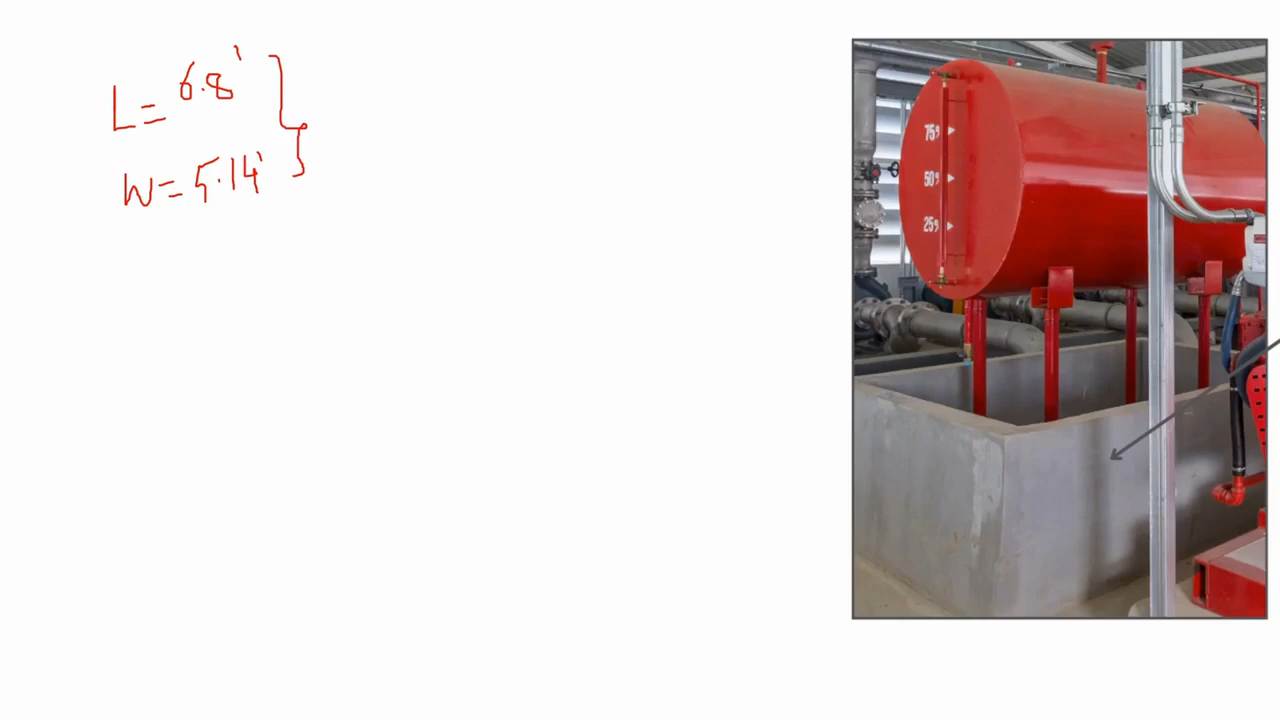 L = 6.8'
W = 5.14'
75%
50%
25%